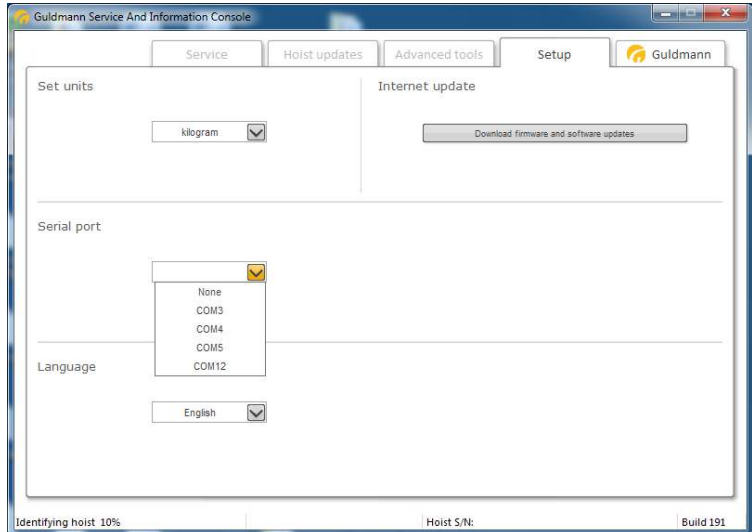 Guldmann Service And Information Console
Service
Hoist updates
Advanced tools
Setup
Guldmann
Set units
Internet update
kilogram
Download firmware and software updates
Serial port
None
COM3
COM4
COM5
COM12
Language
English
Identifying hoist 10%
Hoist S/N:
Build 191